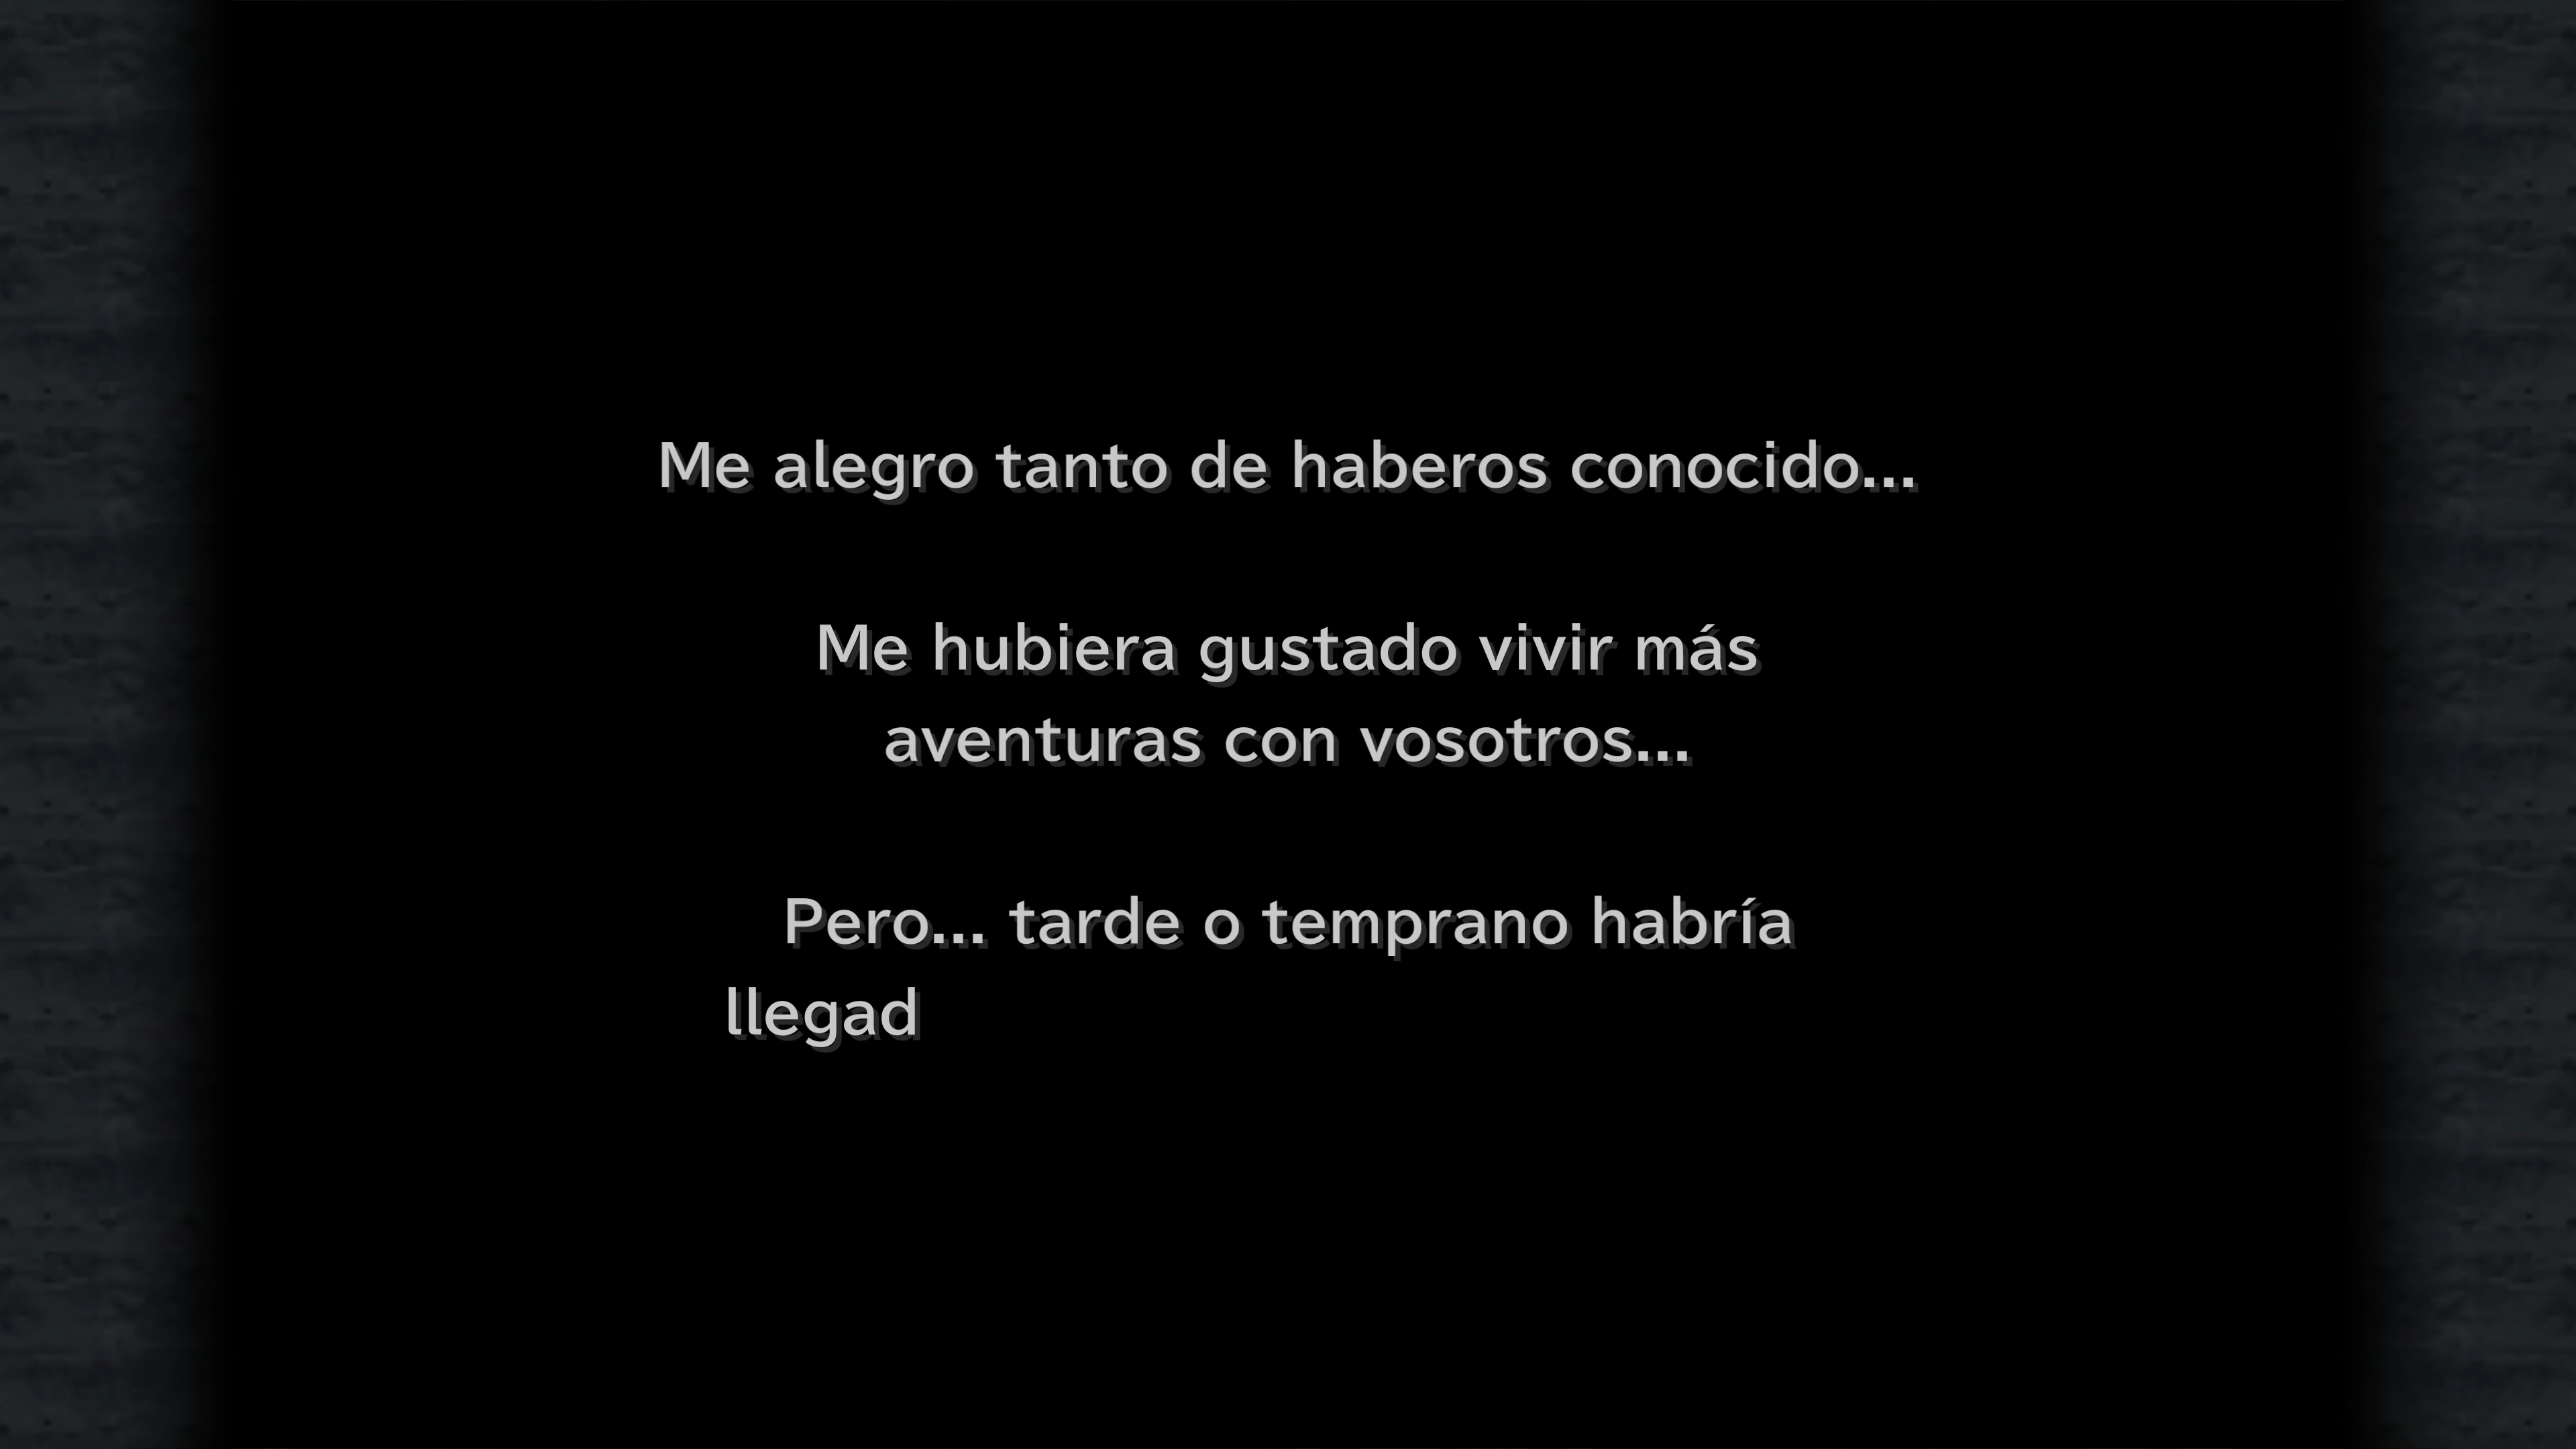 Me alegro tanto de haberos conocido...
Me hubiera gustado vivir más
aventuras con vosotros...
Pero... tarde o temprano habría
llegad